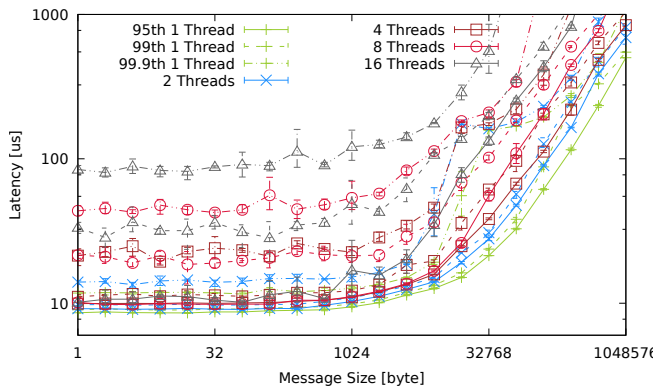 1000
95th 1 Thread
99th 1 Thread
99.9th 1 Thread
2 Threads
4 Threads
8 Threads
16 Threads
Latency [us]
100
10
1
32
1024
32768
1048576
Message Size [byte]